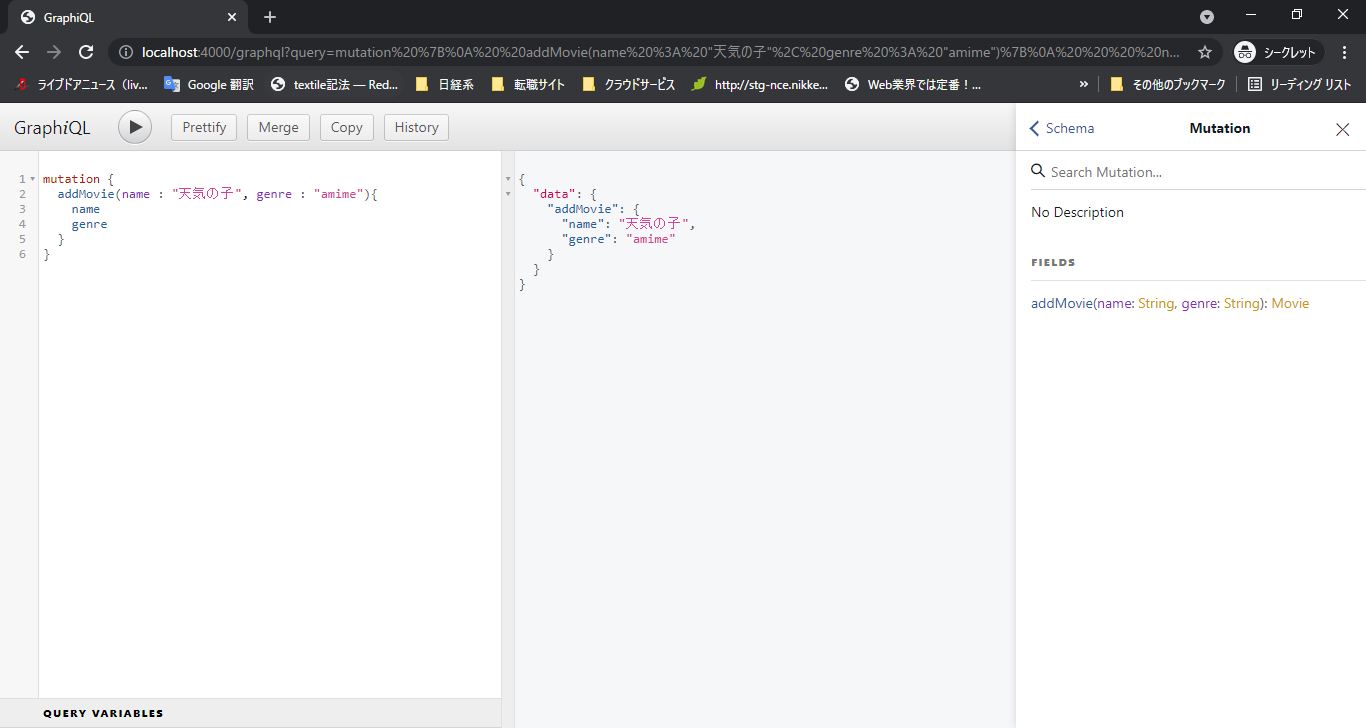 GraphiQL
localhost:4000/graphql?query=mutation%20%7B%0A%20%20addMovie(name%20%3A%20"天気の子"%2C%20genre%20%3A%20"amime")%7B%0A%20%20%20%20n...
シークレット
ライブドアニュース（liv... Google 翻訳 textile記法 — Red... 日経系 転職サイト クラウドサービス http://stg-nce.nikke... Web業界では定番！... » その他のブックマーク リーディング リスト
GraphiQL Prettify Merge Copy History
1 mutation {
2 addMovie(name : "天気の子", genre : "amime"){
3 name
4 genre
5 }
6 }
QUERY VARIABLES
{
"data": {
"addMovie": {
"name": "天気の子",
"genre": "amime"
}
}
}
Schema Mutation
Search Mutation...
No Description
FIELDS
addMovie(name: String, genre: String): Movie